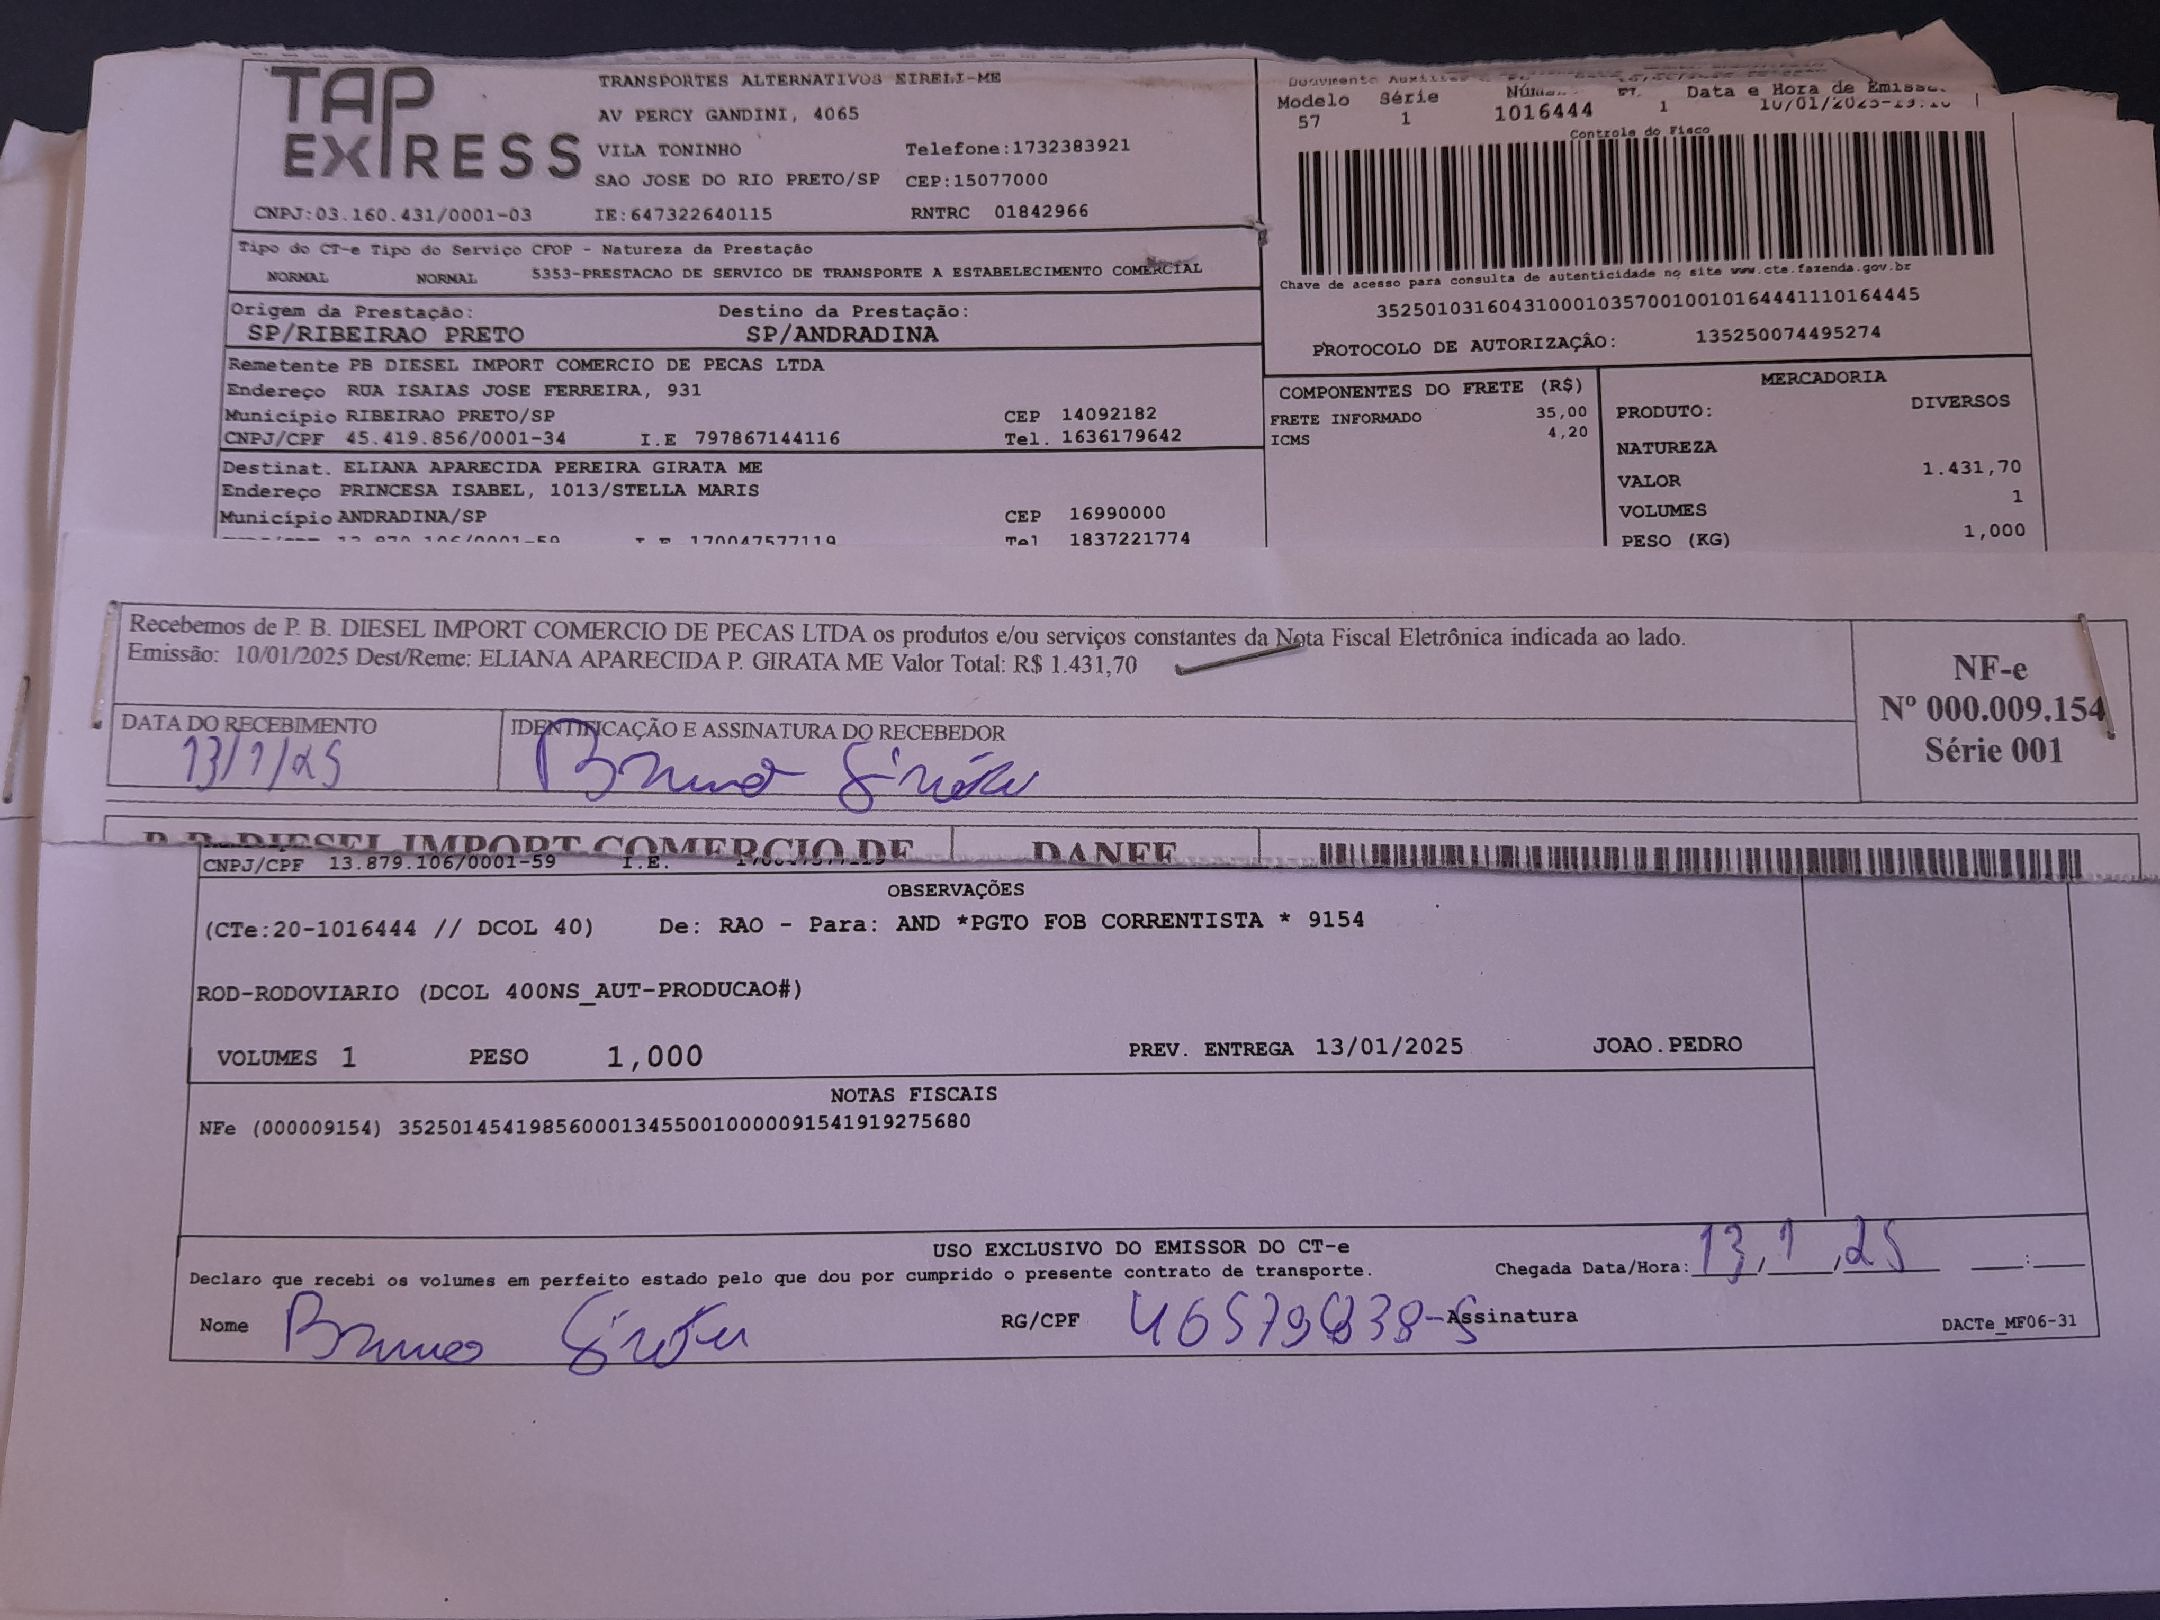 TAP EXPRESS
TRANSPORTES ALTERNATIVOS EIRELI-ME
AV PERCY GANDINI, 4065
VILA TONINHO Telefone:1732383921
SAO JOSE DO RIO PRETO/SP CEP:15077000
CNPJ:03.160.431/0001-03 IE:647322640115 RNTRC 01842966
Documento Auxiliar
Modelo Série Data e Hora de
57 1 1016444 1
Controle do Fisco
Chave de acesso para consulta de autenticidade no site www.cte.fazenda.gov.br
35250103160431000103570010010164441110164445
PROTOCOLO DE AUTORIZAÇÂO: 135250074495274
Tipo do CT-e Tipo do Serviço CFOP - Natureza da Prestação
NORMAL NORMAL 5353-PRESTACAO DE SERVICO DE TRANSPORTE A ESTABELECIMENTO COMERCIAL
Origem da Prestação: Destino da Prestação:
SP/RIBEIRAO PRETO SP/ANDRADINA
Remetente PB DIESEL IMPORT COMERCIO DE PECAS LTDA
Endereço RUA ISAIAS JOSE FERREIRA, 931
Município RIBEIRAO PRETO/SP CEP 14092182
CNPJ/CPF 45.419.856/0001-34 I.E 797867144116 Tel. 1636179642
Destinat. ELIANA APARECIDA PEREIRA GIRATA ME
Endereço PRINCESA ISABEL, 1013/STELLA MARIS
Município ANDRADINA/SP CEP 16990000
170047577119 Tel 1837221774
COMPONENTES DO FRETE (R$)
FRETE INFORMADO 35,00
ICMS 4,20
MERCADORIA
PRODUTO: DIVERSOS
NATUREZA
VALOR 1.431,70
VOLUMES 1
PESO (KG) 1,000
Recebemos de P. B. DIESEL IMPORT COMERCIO DE PECAS LTDA os produtos e/ou serviços constantes da Nota Fiscal Eletrônica indicada ao lado.
Emissão: 10/01/2025 Dest/Reme: ELIANA APARECIDA P. GIRATA ME Valor Total: R$ 1.431,70
DATA DO RECEBIMENTO IDENTIFICAÇÃO E ASSINATURA DO RECEBEDOR
13/1/25 Bruno Girata
NF-e
Nº 000.009.154
Série 001
P. B. DIESEL IMPORT COMERCIO DE DANFE
CNPJ/CPF 13.879.106/0001-59 I.E.
OBSERVAÇÕES
(CTe:20-1016444 // DCOL 40) De: RAO - Para: AND *PGTO FOB CORRENTISTA * 9154
ROD-RODOVIARIO (DCOL 400NS_AUT-PRODUCAO#)
VOLUMES 1 PESO 1,000 PREV. ENTREGA 13/01/2025 JOAO.PEDRO
NOTAS FISCAIS
NFe (000009154) 35250145419856000134550010000091541919275680
USO EXCLUSIVO DO EMISSOR DO CT-e
Declaro que recebi os volumes em perfeito estado pelo que dou por cumprido o presente contrato de transporte. Chegada Data/Hora: 13/1/25 __:__
Nome Bruno Girata RG/CPF Assinatura
DACTe_MF06-31